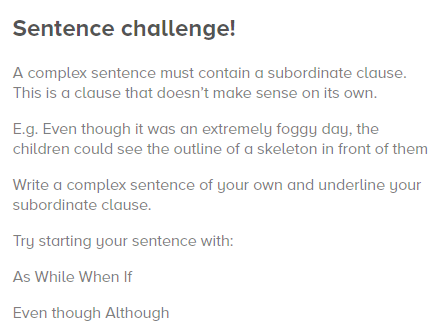 Sentence challenge!
A complex sentence must contain a subordinate clause.
This is a clause that doesn't make sense on its own.
E.g. Even though it was an extremely foggy day, the
children could see the outline of a skeleton in front of them
Write a complex sentence of your own and underline your
subordinate clause.
Try starting your sentence with:
As While When If
Even though Although